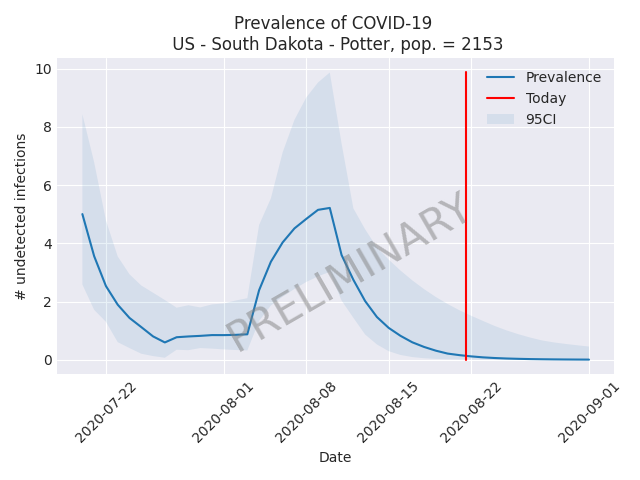 Prevalence of COVID-19
US - South Dakota - Potter, pop. = 2153
10
8
6
4
2
0
# undetected infections
Prevalence
Today
95CI
PRELIMINARY
2020-07-22
2020-08-01
2020-08-08
2020-08-15
2020-08-22
2020-09-01
Date